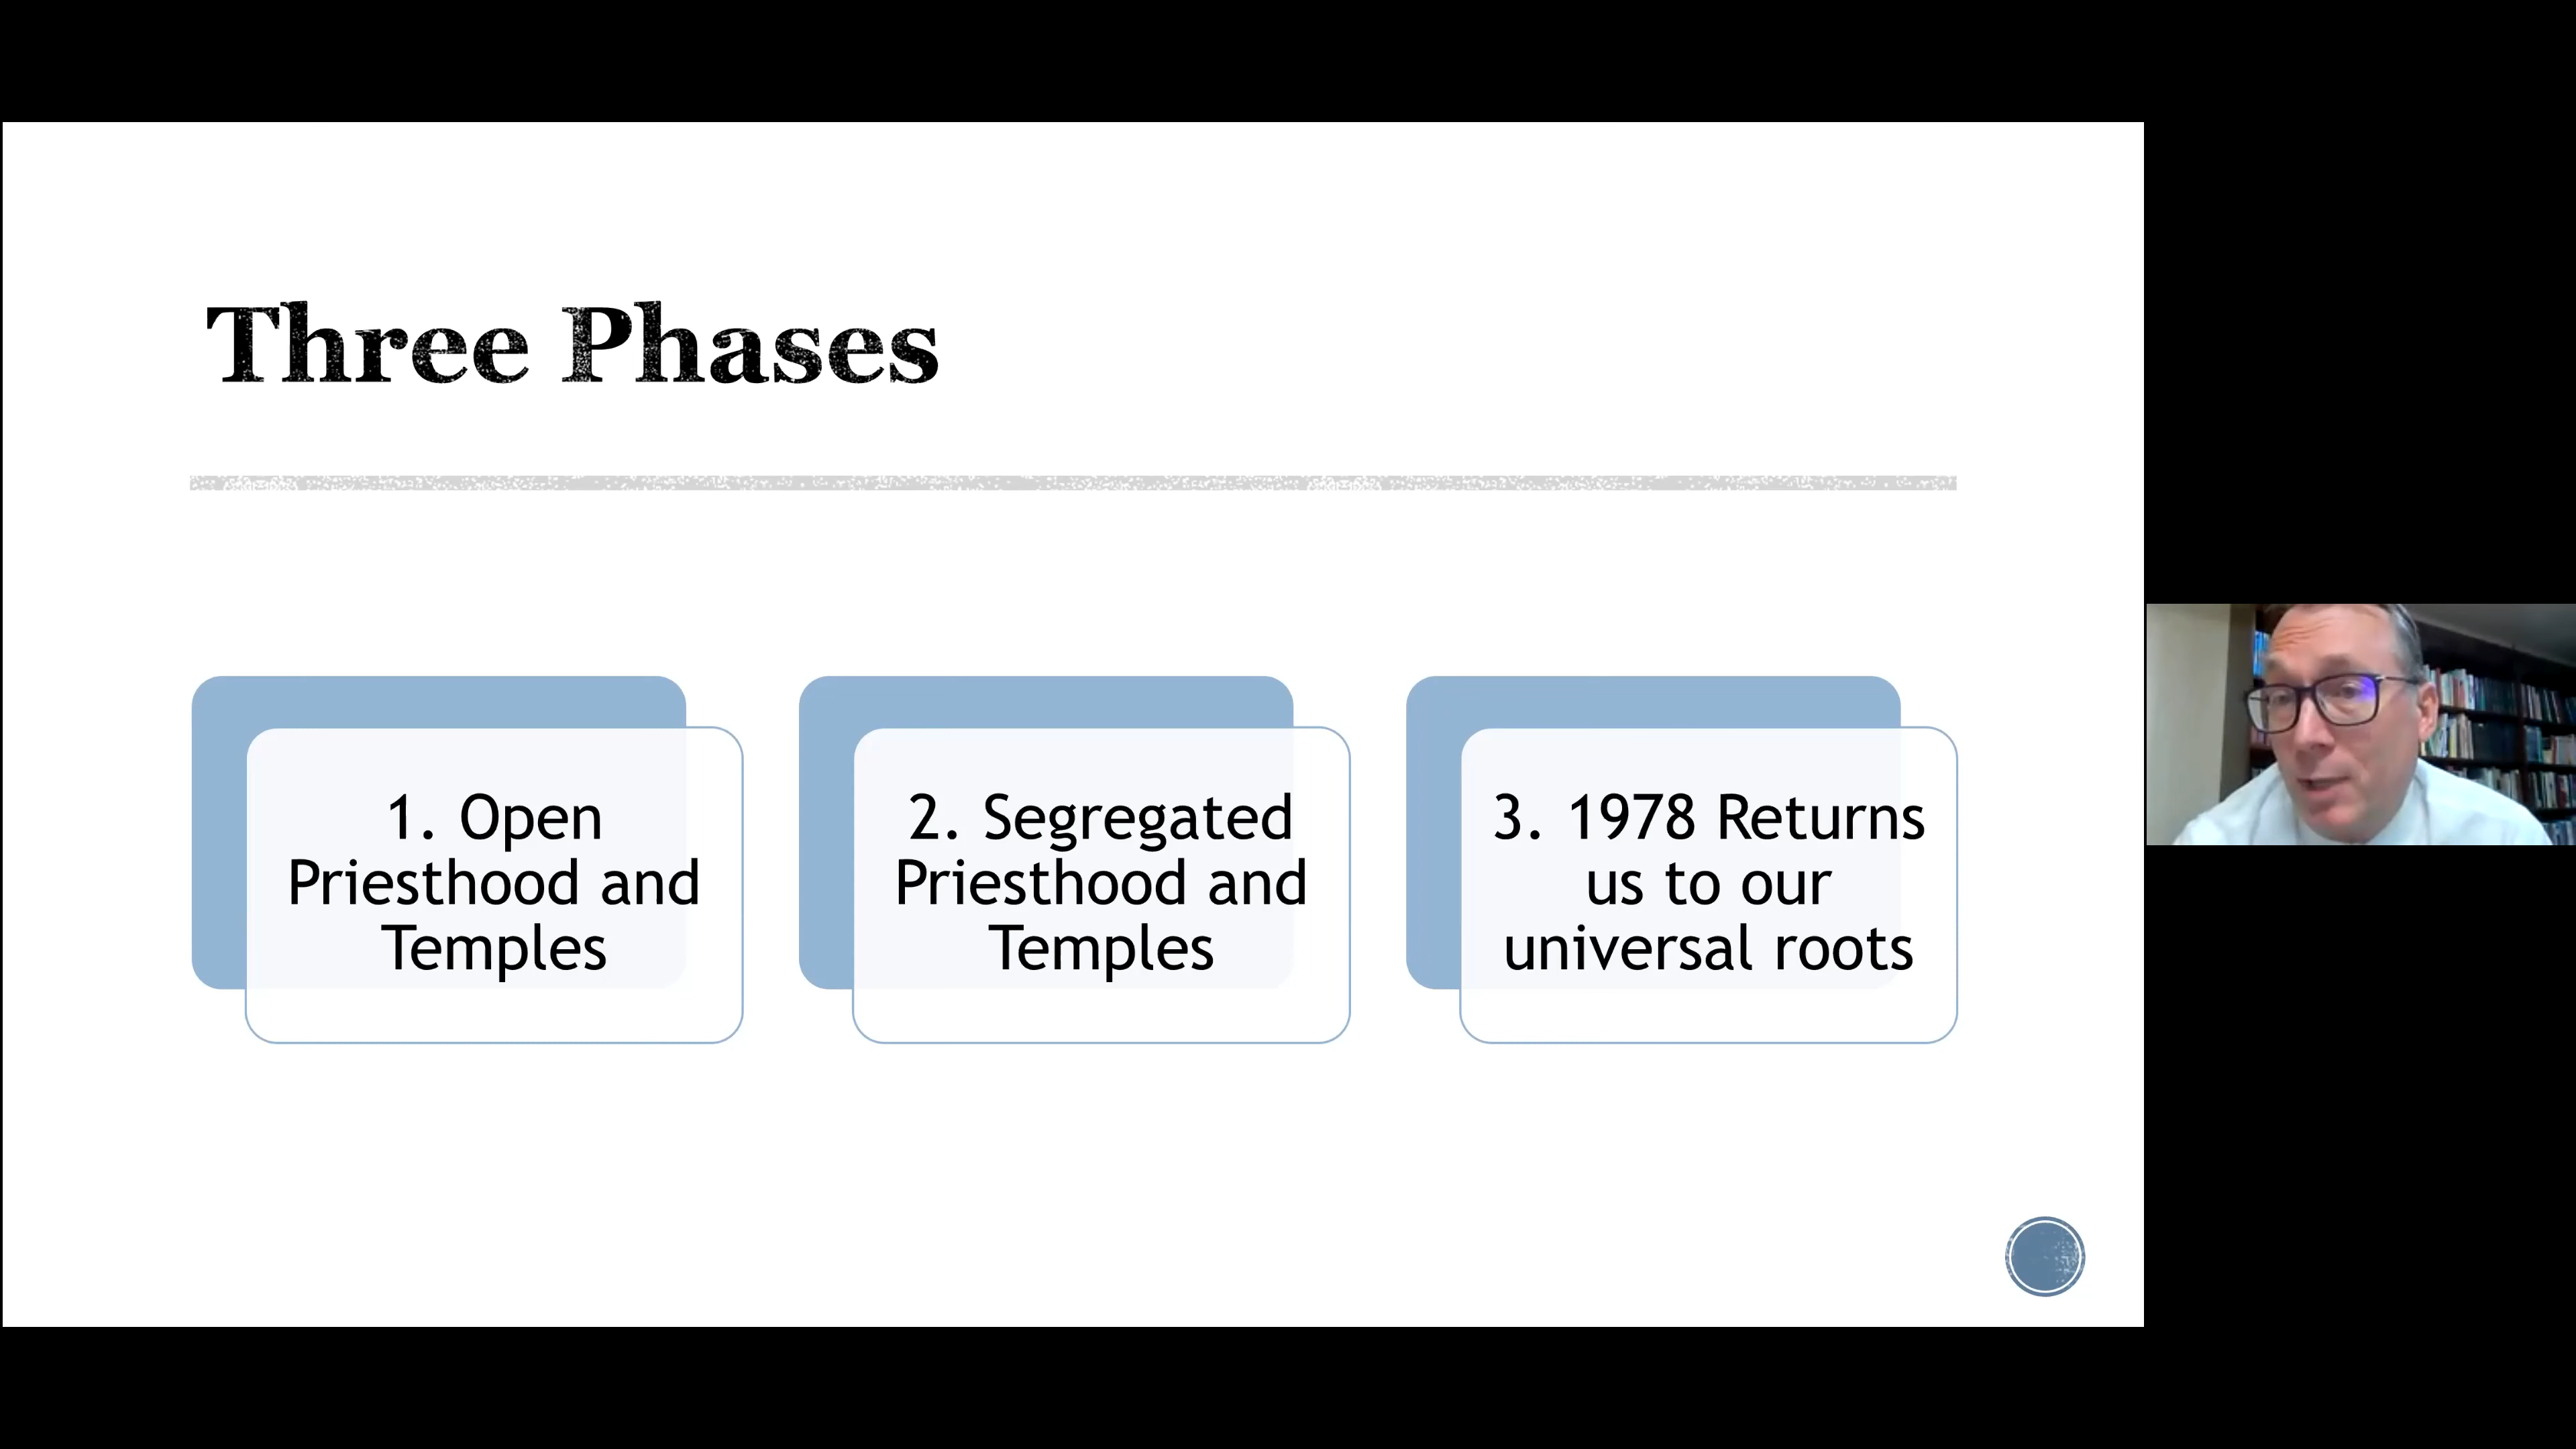 Three Phases
1. Open
Priesthood and
Temples
2. Segregated
Priesthood and
Temples
3. 1978 Returns
us to our
universal roots